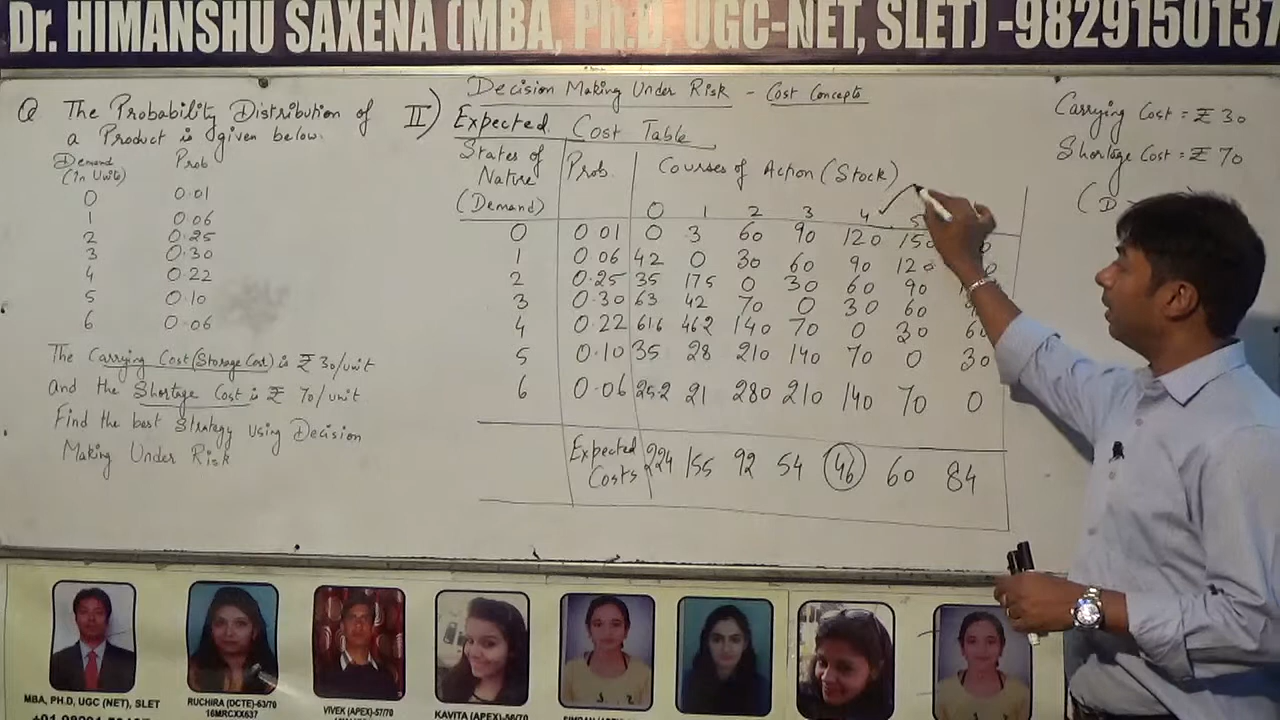 Dr. HIMANSHU SAXENA (MBA, Ph.D, UGC-NET, SLET) -9829150137
Q The Probability Distribution of
a Product is given below.
Demand Prob
(In Units)
0 0.01
1 0.06
2 0.25
3 0.30
4 0.22
5 0.10
6 0.06
The Carrying Cost (Storage Cost) is ₹ 30/unit
and the Shortage Cost is ₹ 70/unit
Find the best Strategy using Decision
Making Under Risk
Decision Making Under Risk - Cost Concepts
II) Expected Cost Table
States of Nature (Demand) Prob. Courses of Action (Stock)
0 1 2 3 4 5
0 0.01 0 3 60 90 120 150
1 0.06 42 0 30 60 90 120
2 0.25 35 175 0 30 60 90
3 0.30 63 42 70 0 30 60
4 0.22 616 462 140 70 0 30 60
5 0.10 35 28 210 140 70 0 30
6 0.06 252 21 280 210 140 70 0
Expected Costs 224 155 92 54 46 60 84
Carrying Cost = ₹ 30
Shortage Cost = ₹ 70
(D
MBA, PH.D, UGC (NET), SLET
RUCHIRA (DCTE)-63/70
16MRCXX637
VIVEK (APEX)-57/70
KAVITA (APEX)-56/70